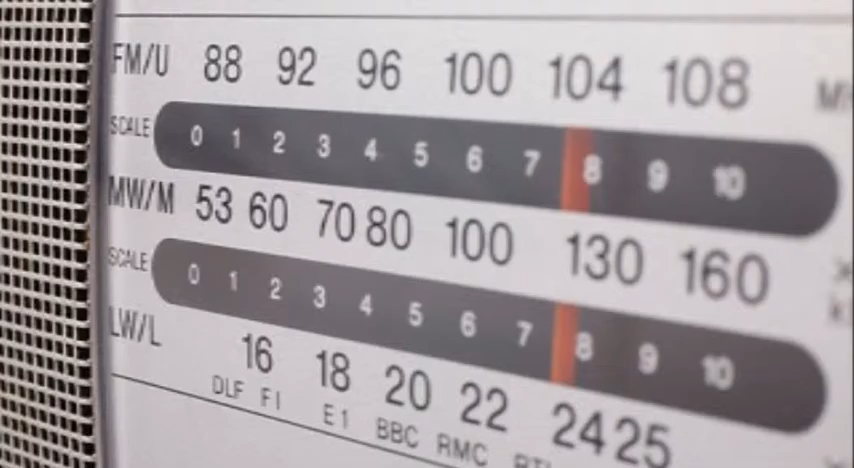 FM/U 88 92 96 100 104 108
SCALE 0 1 2 3 4 5 6 7 8 9 10
MW/M 53 60 70 80 100 130 160
SCALE 0 1 2 3 4 5 6 7 8 9 10
LW/L 16 18 20 22 24 25
DLF F1 E1 BBC RMC